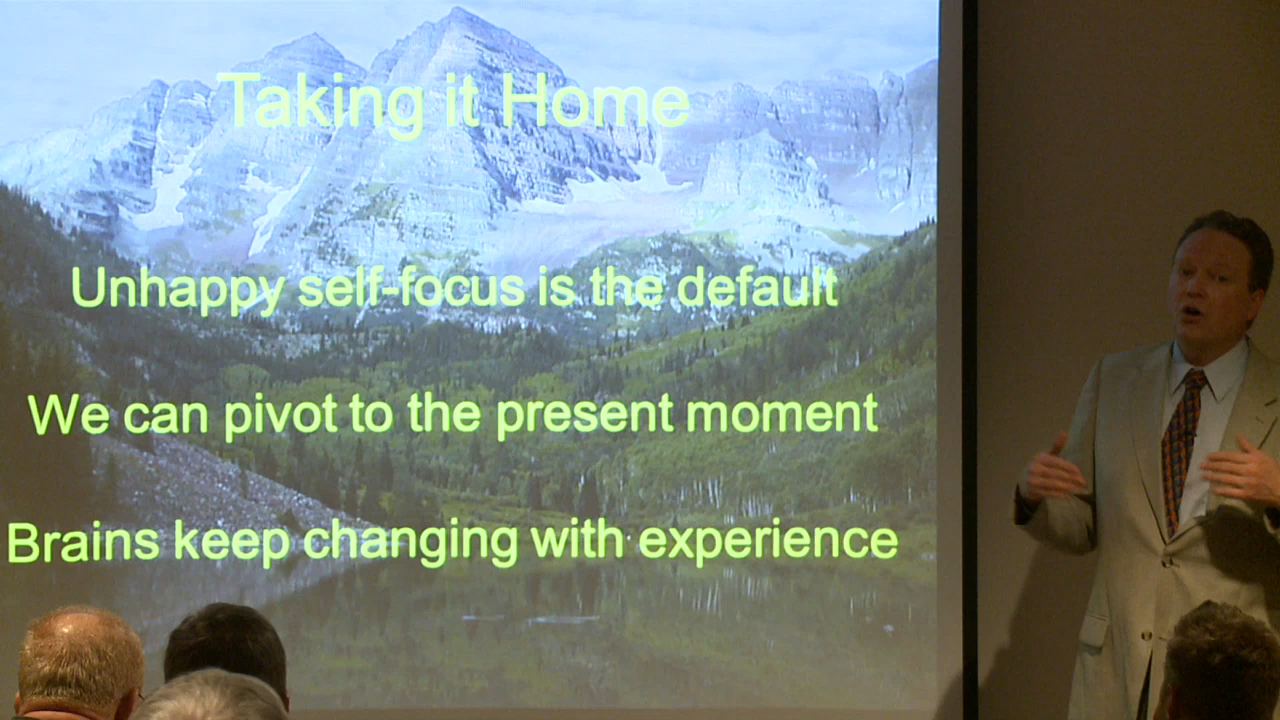 Taking it Home
Unhappy self-focus is the default
We can pivot to the present moment
Brains keep changing with experience